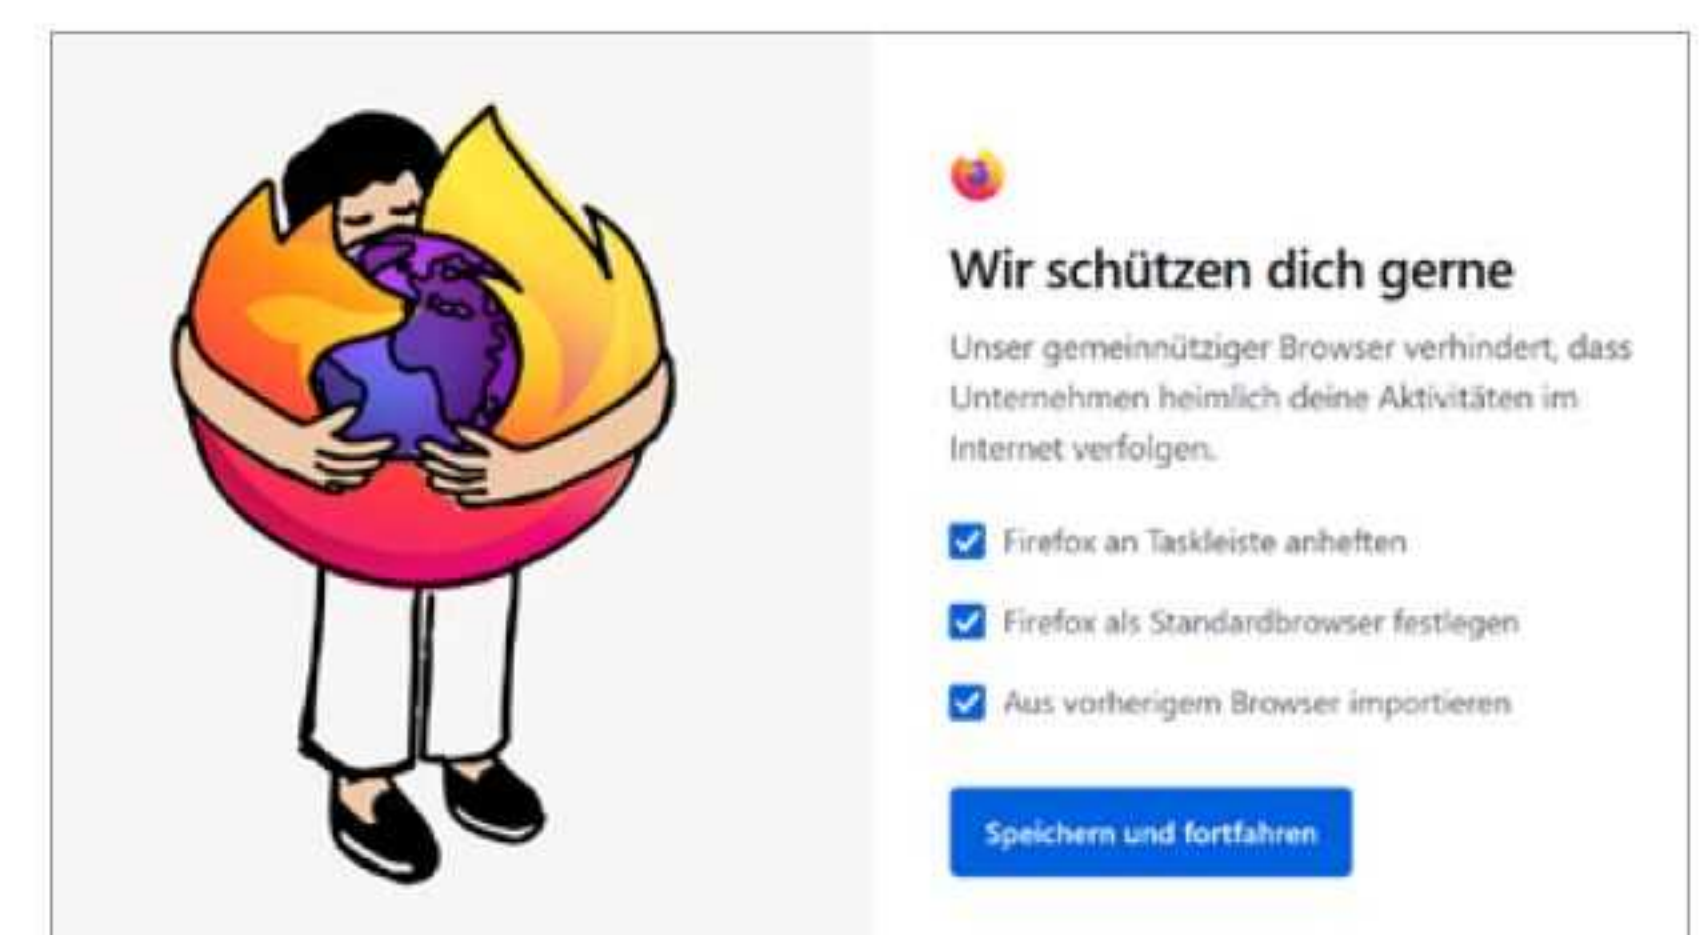 Wir schützen dich gerne
Unser gemeinnütziger Browser verhindert, dass
Unternehmen heimlich deine Aktivitäten im
Internet verfolgen.
Firefox an Taskleiste anheften
Firefox als Standardbrowser festlegen
Aus vorherigem Browser importieren
Speichern und fortfahren